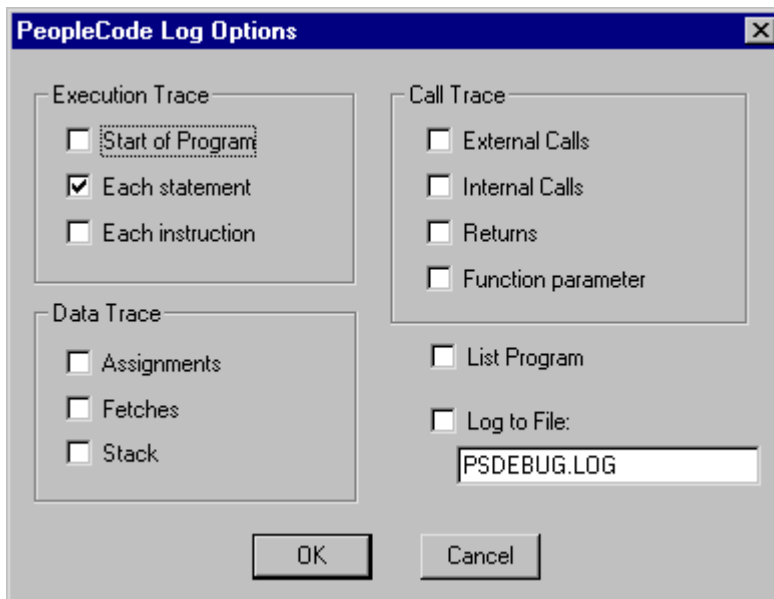 PeopleCode Log Options
Execution Trace
Start of Program
Each statement
Each instruction
Data Trace
Assignments
Fetches
Stack
Call Trace
External Calls
Internal Calls
Returns
Function parameter
List Program
Log to File:
PSDEBUG.LOG
OK
Cancel